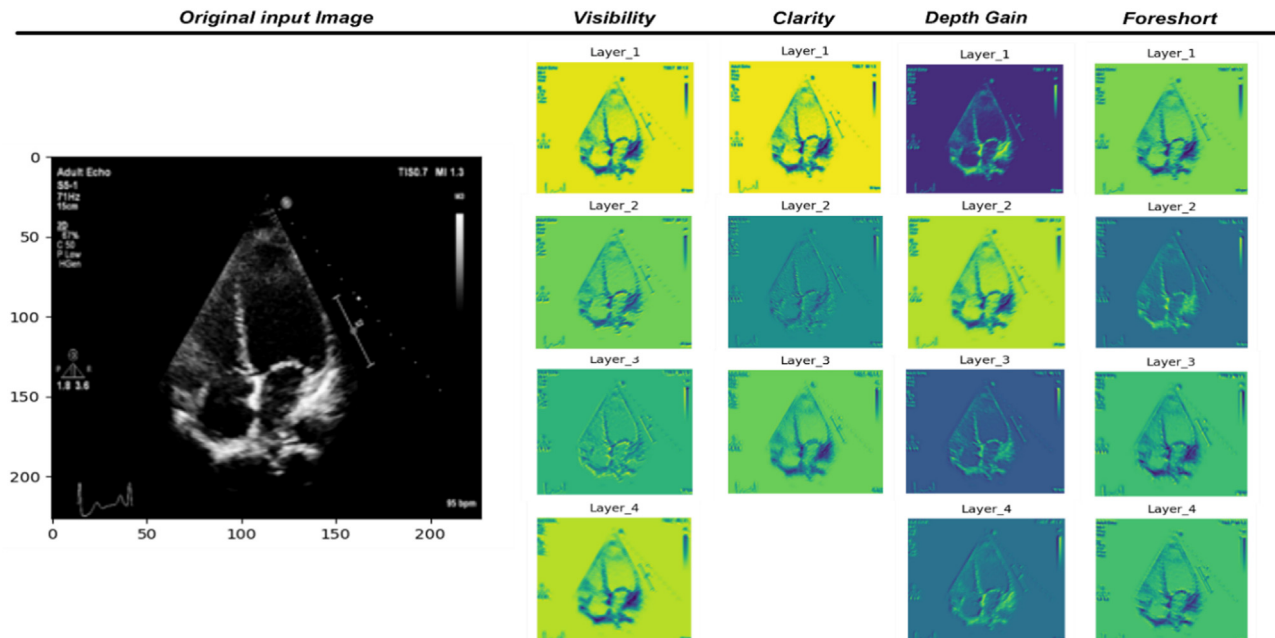 Original input Image Visibility Clarity Depth Gain Foreshort
Layer_1 Layer_1 Layer_1 Layer_1
Layer_2 Layer_2 Layer_2 Layer_2
Layer_3 Layer_3 Layer_3 Layer_3
Layer_4 Layer_4 Layer_4
0
50
100
150
200
0 50 100 150 200
Adult Echo TIS0.7 MI 1.3
S5-1
71Hz
15cm
2D
67%
C 50
P Low
HGen
P R
1.8 3.6
95 bpm